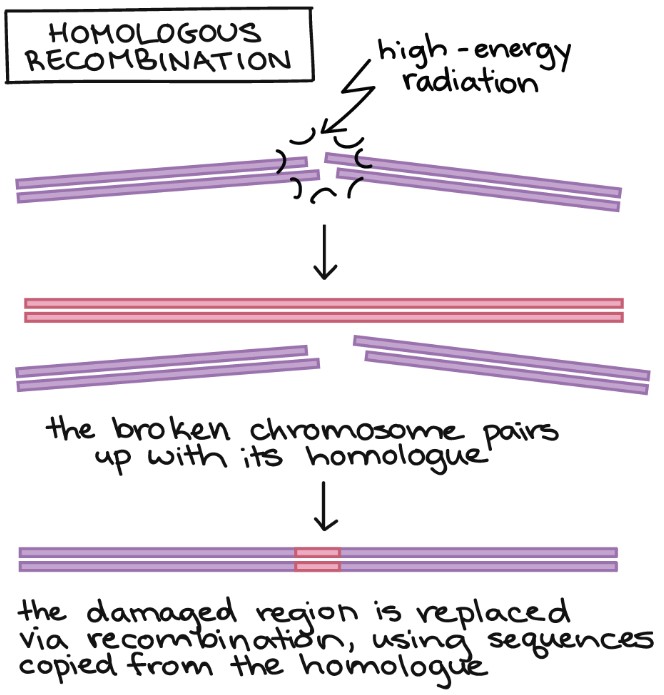 HOMOLOGOUS
RECOMBINATION
high-energy
radiation
the broken chromosome pairs
up with its homologue
the damaged region is replaced
via recombination, using sequences
copied from the homologue